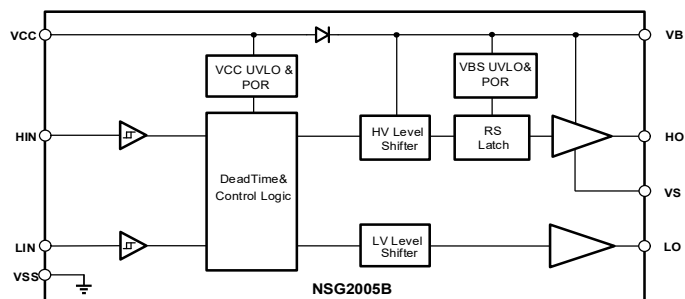 VCC
VB
VCC UVLO &
POR
VBS UVLO&
POR
HIN
HV Level
Shifter
RS
Latch
HO
DeadTime&
Control Logic
VS
LIN
LV Level
Shifter
LO
VSS
NSG2005B